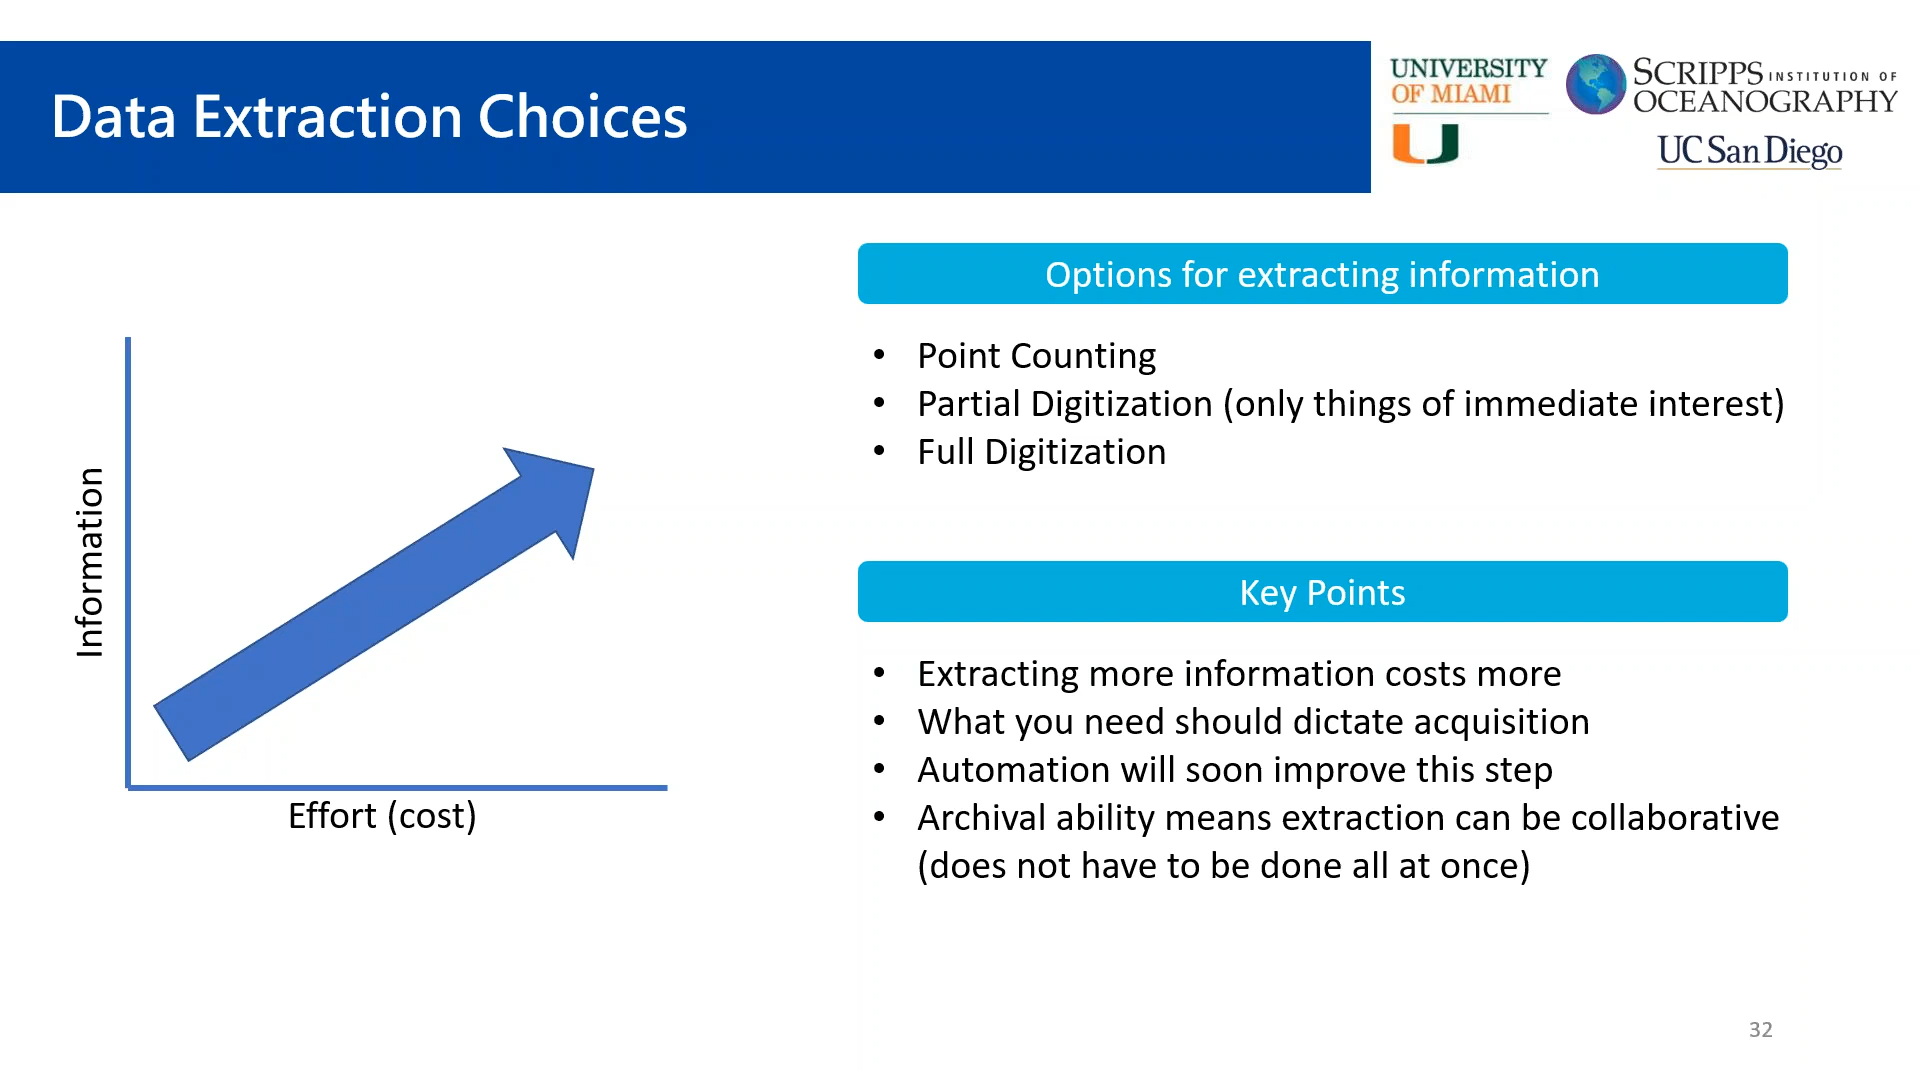 Data Extraction Choices
UNIVERSITY
OF MIAMI
SCRIPPS INSTITUTION OF
OCEANOGRAPHY
UC San Diego
Information
Effort (cost)
Options for extracting information
• Point Counting
• Partial Digitization (only things of immediate interest)
• Full Digitization
Key Points
• Extracting more information costs more
• What you need should dictate acquisition
• Automation will soon improve this step
• Archival ability means extraction can be collaborative
(does not have to be done all at once)
32